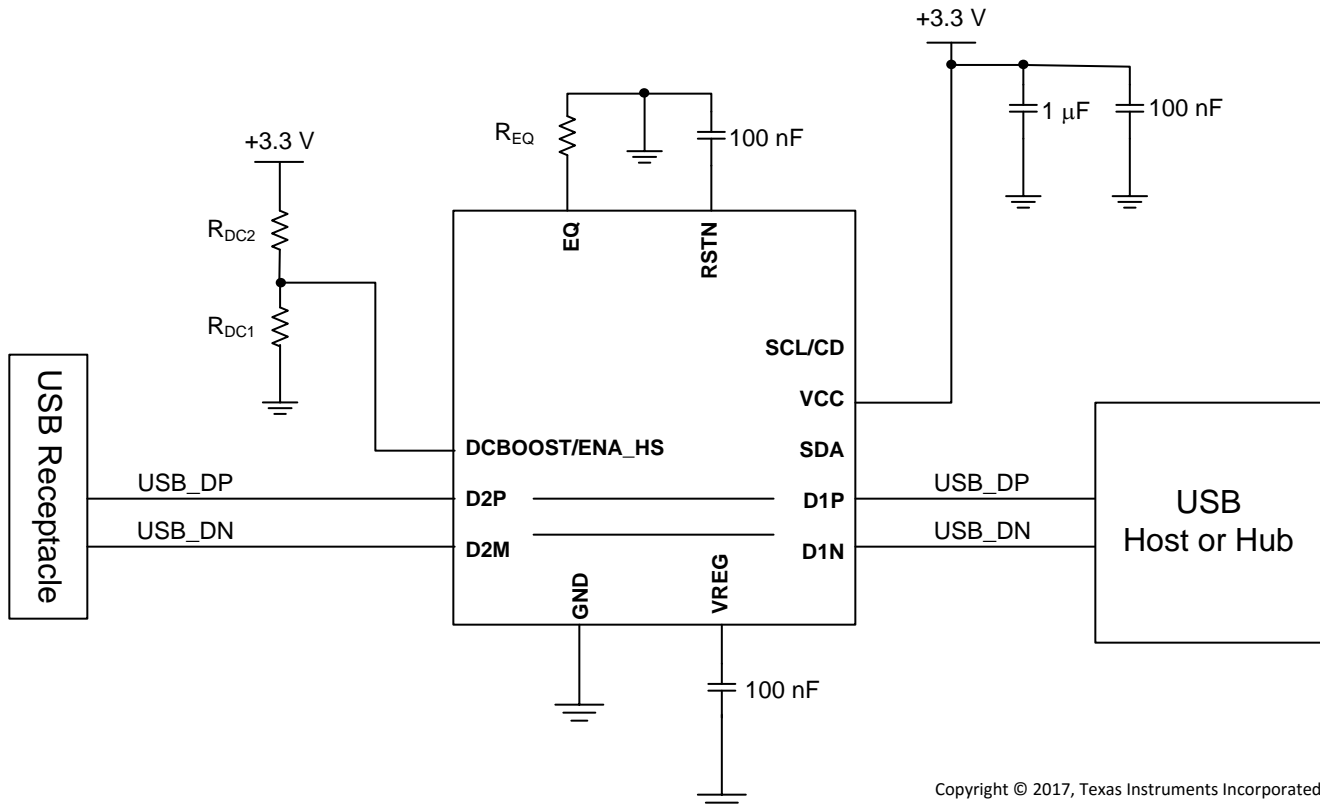 +3.3 V
1 μF
100 nF
+3.3 V
R_EQ
100 nF
R_DC2
R_DC1
EQ
RSTN
SCL/CD
VCC
SDA
DCBOOST/ENA_HS
USB Receptacle
USB_DP
D2P
D1P
USB_DP
USB_DN
D2M
D1N
USB_DN
USB
Host or Hub
GND
VREG
100 nF
Copyright © 2017, Texas Instruments Incorporated